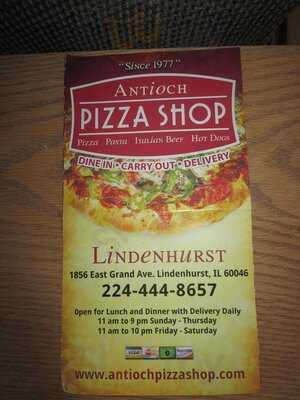 "Since 1977"
ANTIOCH
PIZZA SHOP
Pizza Pasta Italian Beef Hot Dogs
DINE IN • CARRY OUT • DELIVERY
LINDENHURST
1856 East Grand Ave. Lindenhurst, IL 60046
224-444-8657
Open for Lunch and Dinner with Delivery Daily
11 am to 9 pm Sunday - Thursday
11 am to 10 pm Friday - Saturday
VISA
www.antiochpizzashop.com